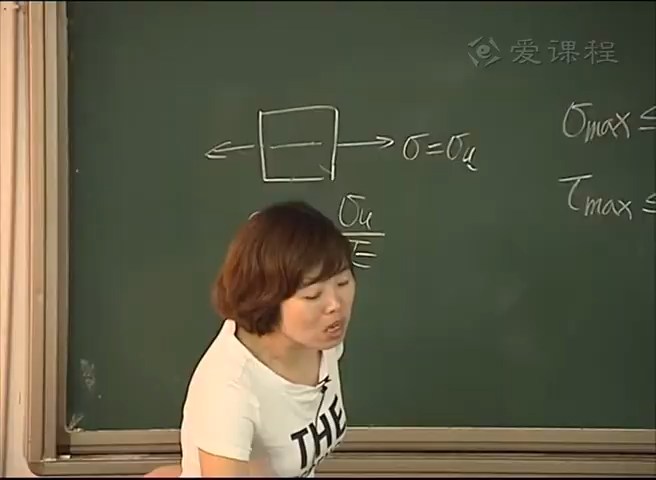 爱课程
σ = σu
σmax ≤
σu
E
τmax ≤
THE